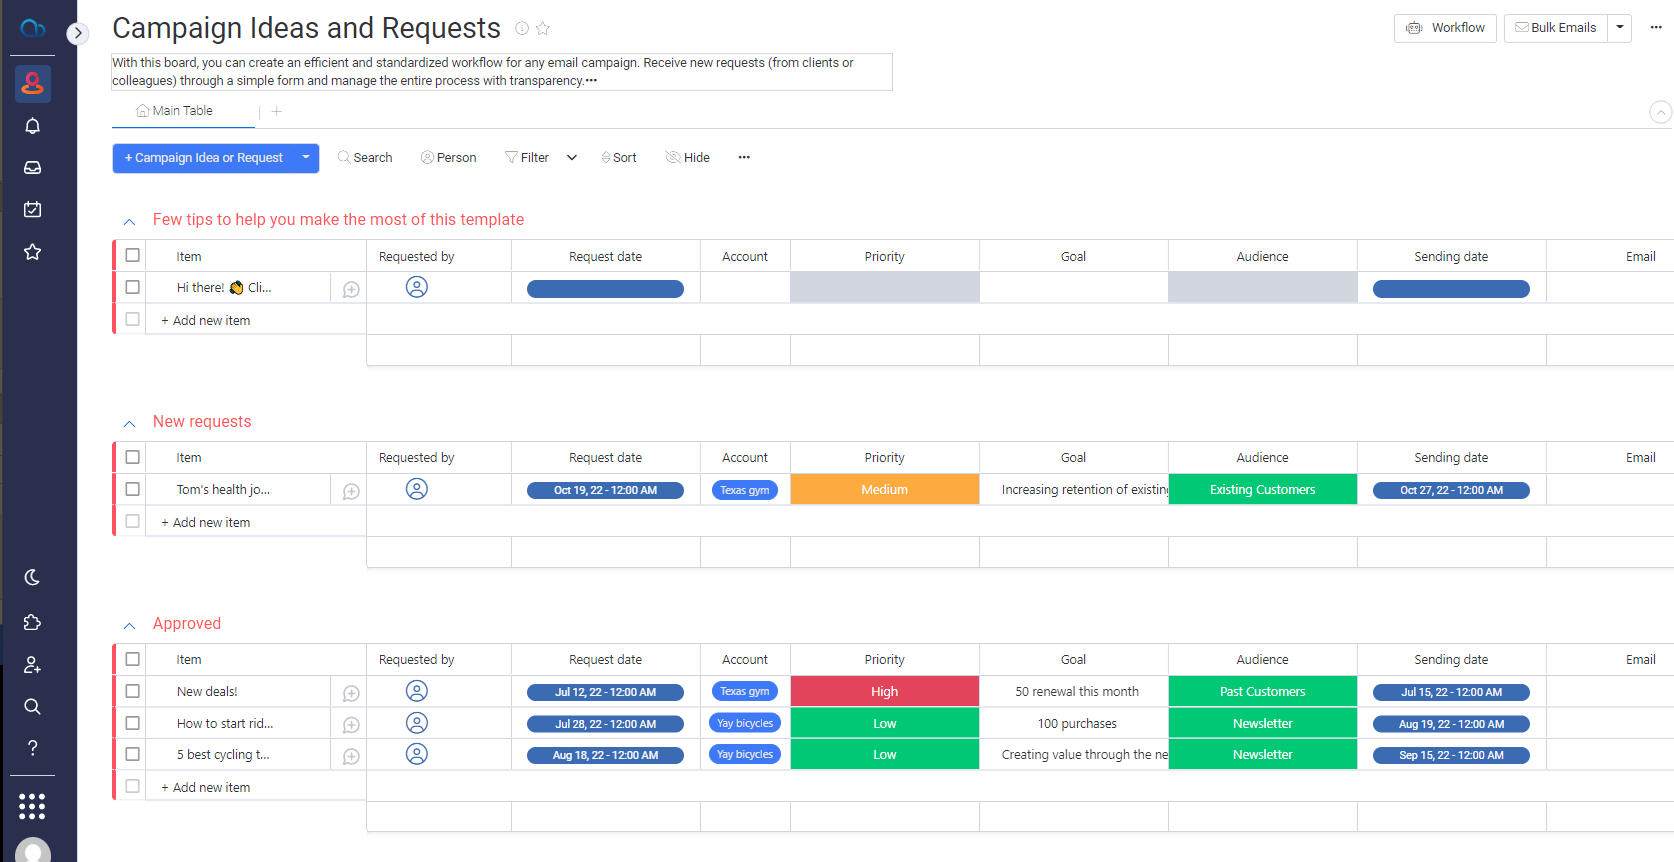 Campaign Ideas and Requests
Workflow
Bulk Emails
With this board, you can create an efficient and standardized workflow for any email campaign. Receive new requests (from clients or
colleagues) through a simple form and manage the entire process with transparency.•••
Main Table
+ Campaign Idea or Request
Search
Person
Filter
Sort
Hide
Few tips to help you make the most of this template
Item Requested by Request date Account Priority Goal Audience Sending date Email
Hi there! 👏 Cli...
+ Add new item
New requests
Item Requested by Request date Account Priority Goal Audience Sending date Email
Tom's health jo... Oct 19, 22 - 12:00 AM Texas gym Medium Increasing retention of existing Existing Customers Oct 27, 22 - 12:00 AM
+ Add new item
Approved
Item Requested by Request date Account Priority Goal Audience Sending date Email
New deals! Jul 12, 22 - 12:00 AM Texas gym High 50 renewal this month Past Customers Jul 15, 22 - 12:00 AM
How to start rid... Jul 28, 22 - 12:00 AM Yay bicycles Low 100 purchases Newsletter Aug 19, 22 - 12:00 AM
5 best cycling t... Aug 18, 22 - 12:00 AM Yay bicycles Low Creating value through the ne Newsletter Sep 15, 22 - 12:00 AM
+ Add new item